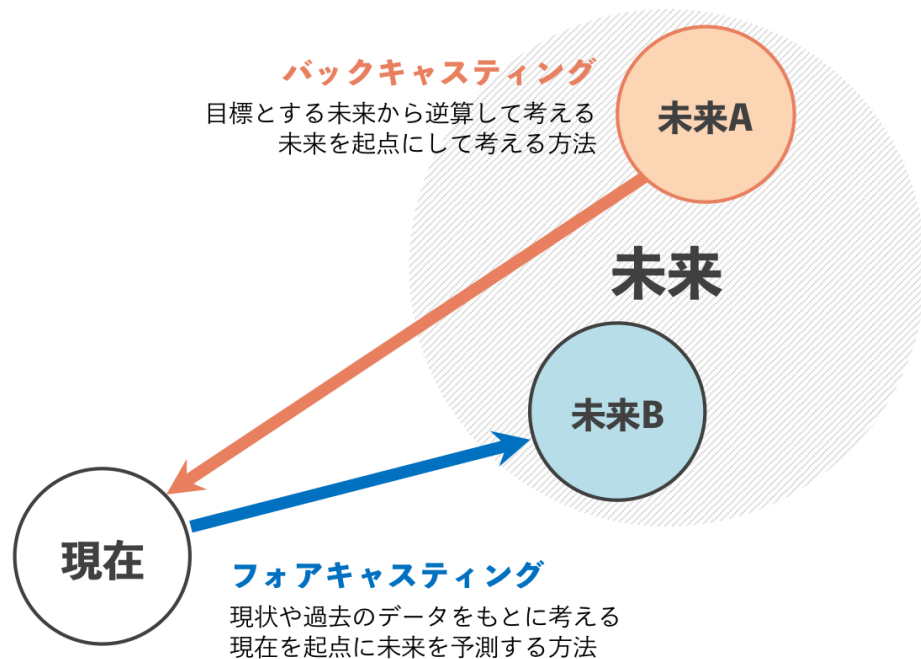 バックキャスティング
目標とする未来から逆算して考える
未来を起点にして考える方法
未来A
未来
未来B
現在
フォアキャスティング
現状や過去のデータをもとに考える
現在を起点に未来を予測する方法